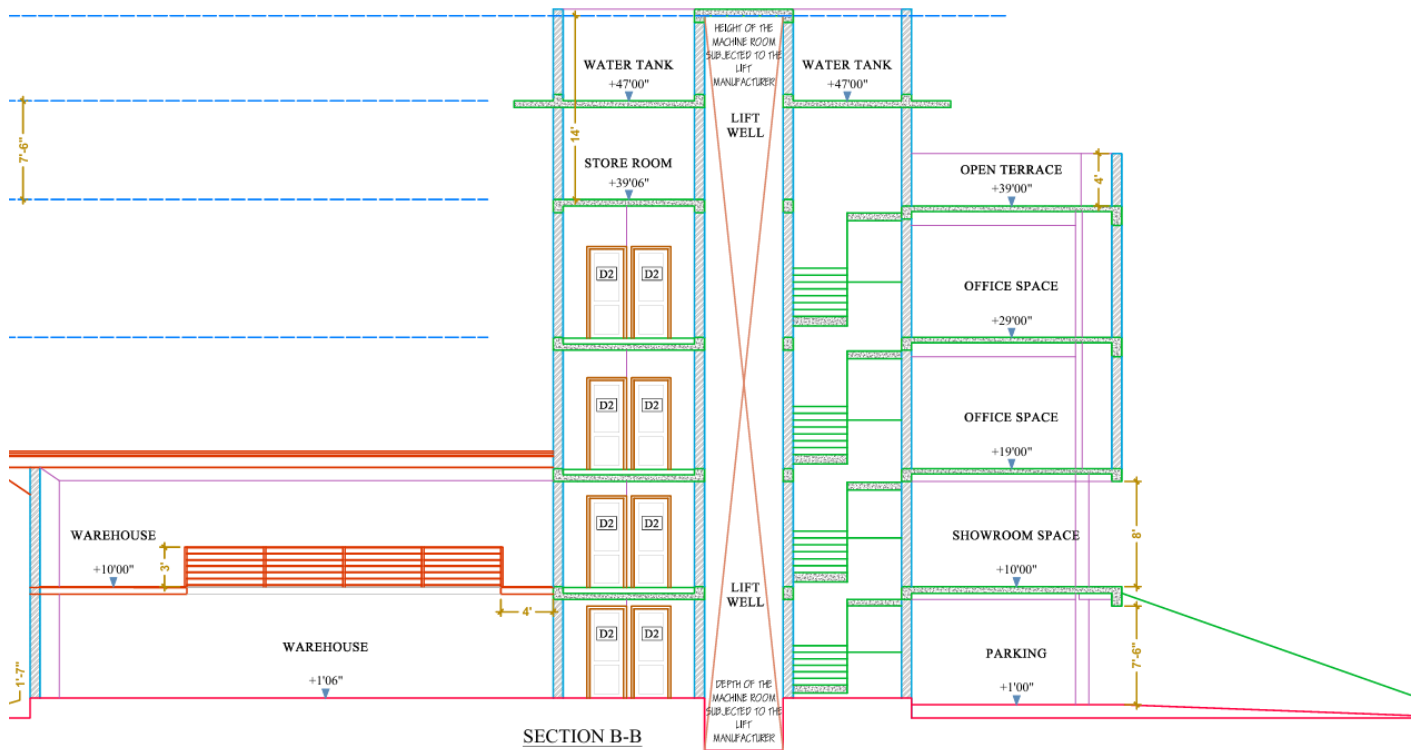 HEIGHT OF THE
MACHINE ROOM
SUBJECTED TO THE
LIFT
MANUFACTURER
WATER TANK
+47'00"
WATER TANK
+47'00"
LIFT
WELL
7'-6"
14'
STORE ROOM
+39'06"
OPEN TERRACE
+39'00"
4'
D2
D2
OFFICE SPACE
+29'00"
D2
D2
OFFICE SPACE
+19'00"
WAREHOUSE
+10'00"
3'
D2
D2
SHOWROOM SPACE
+10'00"
8'
LIFT
WELL
4'
D2
D2
WAREHOUSE
+1'06"
PARKING
+1'00"
7'-6"
1'-7"
DEPTH OF THE
MACHINE ROOM
SUBJECTED TO THE
LIFT
MANUFACTURER
SECTION B-B